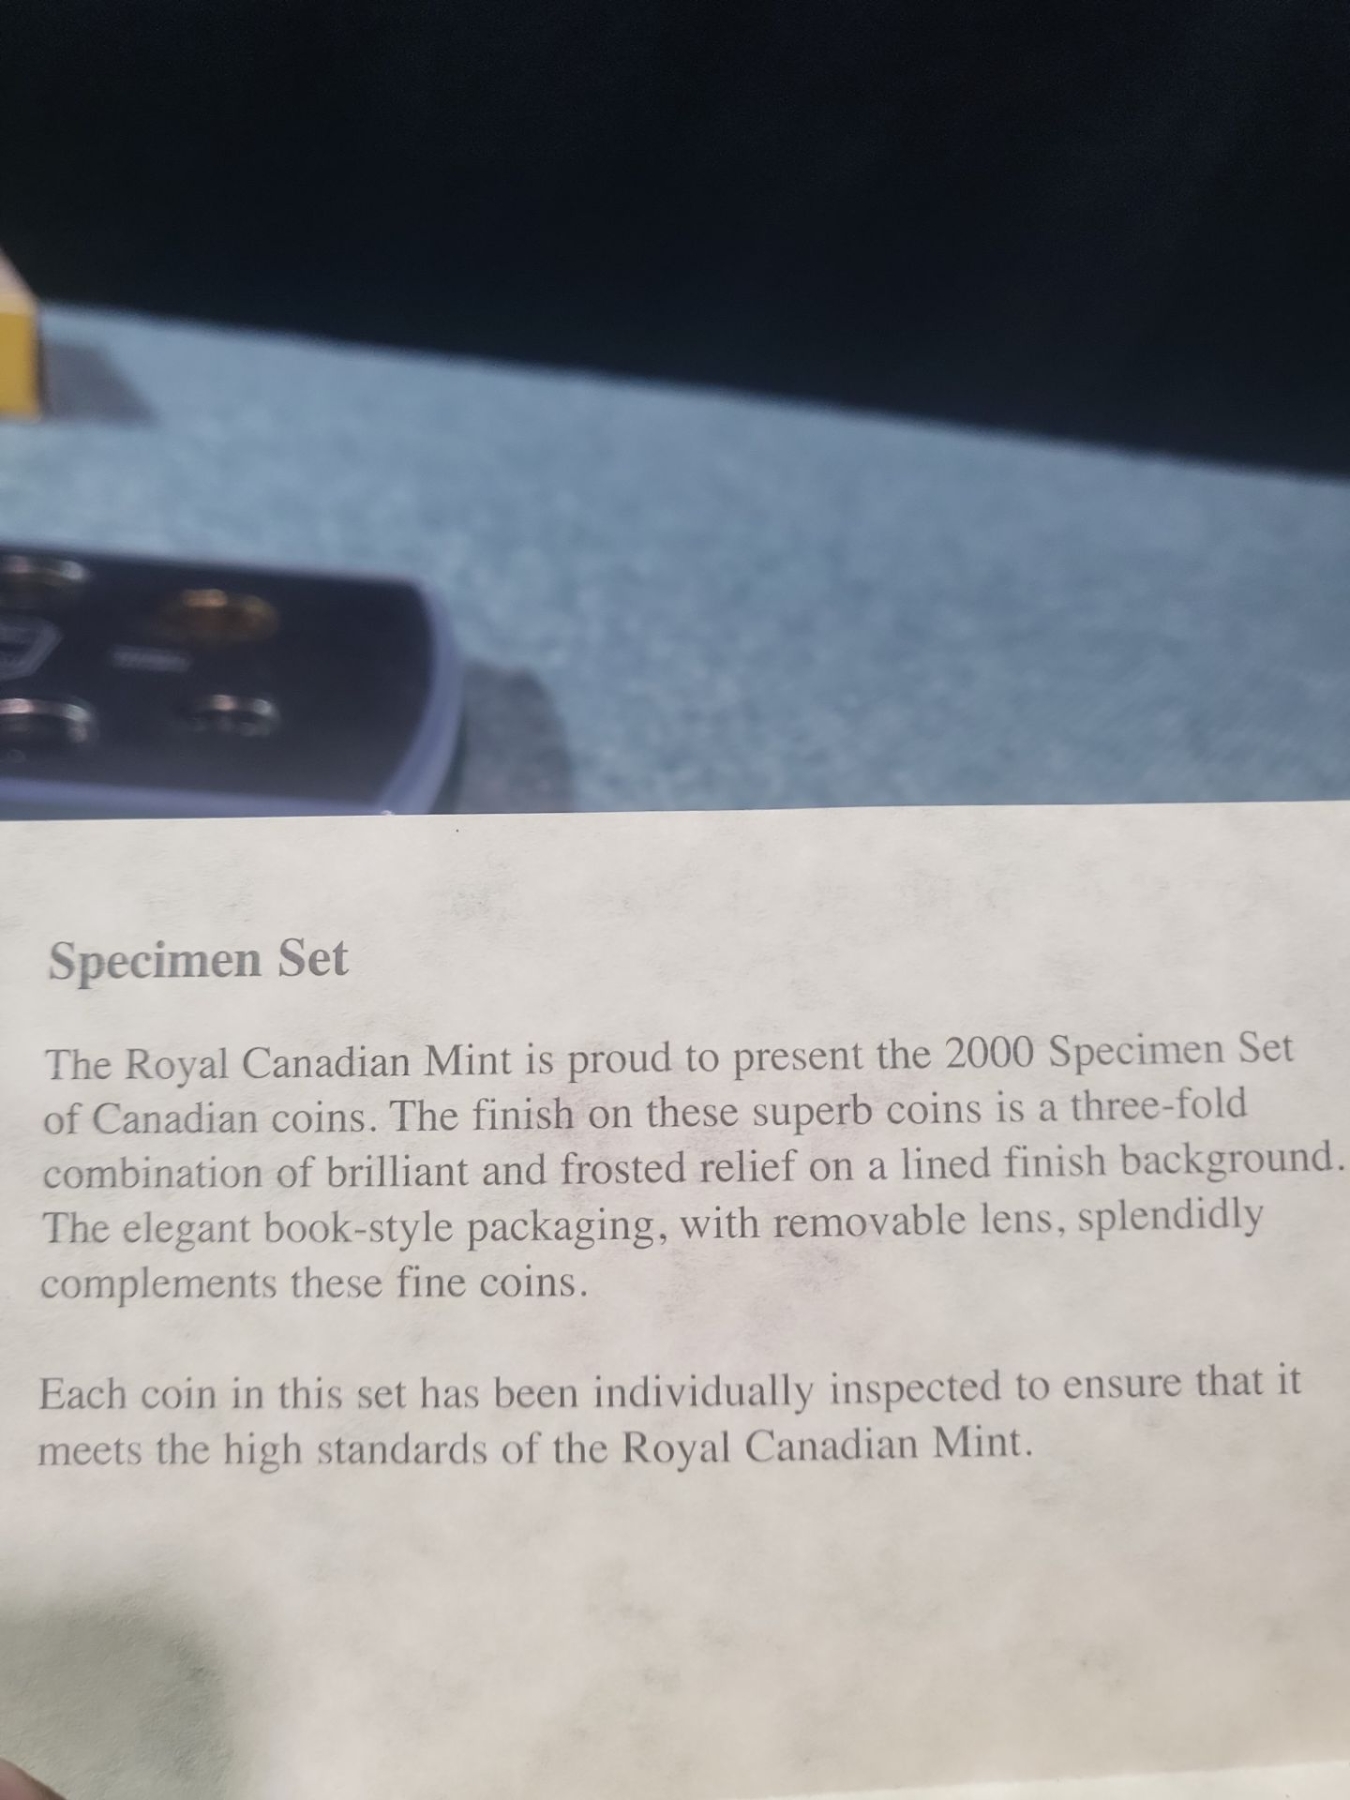 Specimen Set
The Royal Canadian Mint is proud to present the 2000 Specimen Set
of Canadian coins. The finish on these superb coins is a three-fold
combination of brilliant and frosted relief on a lined finish background.
The elegant book-style packaging, with removable lens, splendidly
complements these fine coins.
Each coin in this set has been individually inspected to ensure that it
meets the high standards of the Royal Canadian Mint.